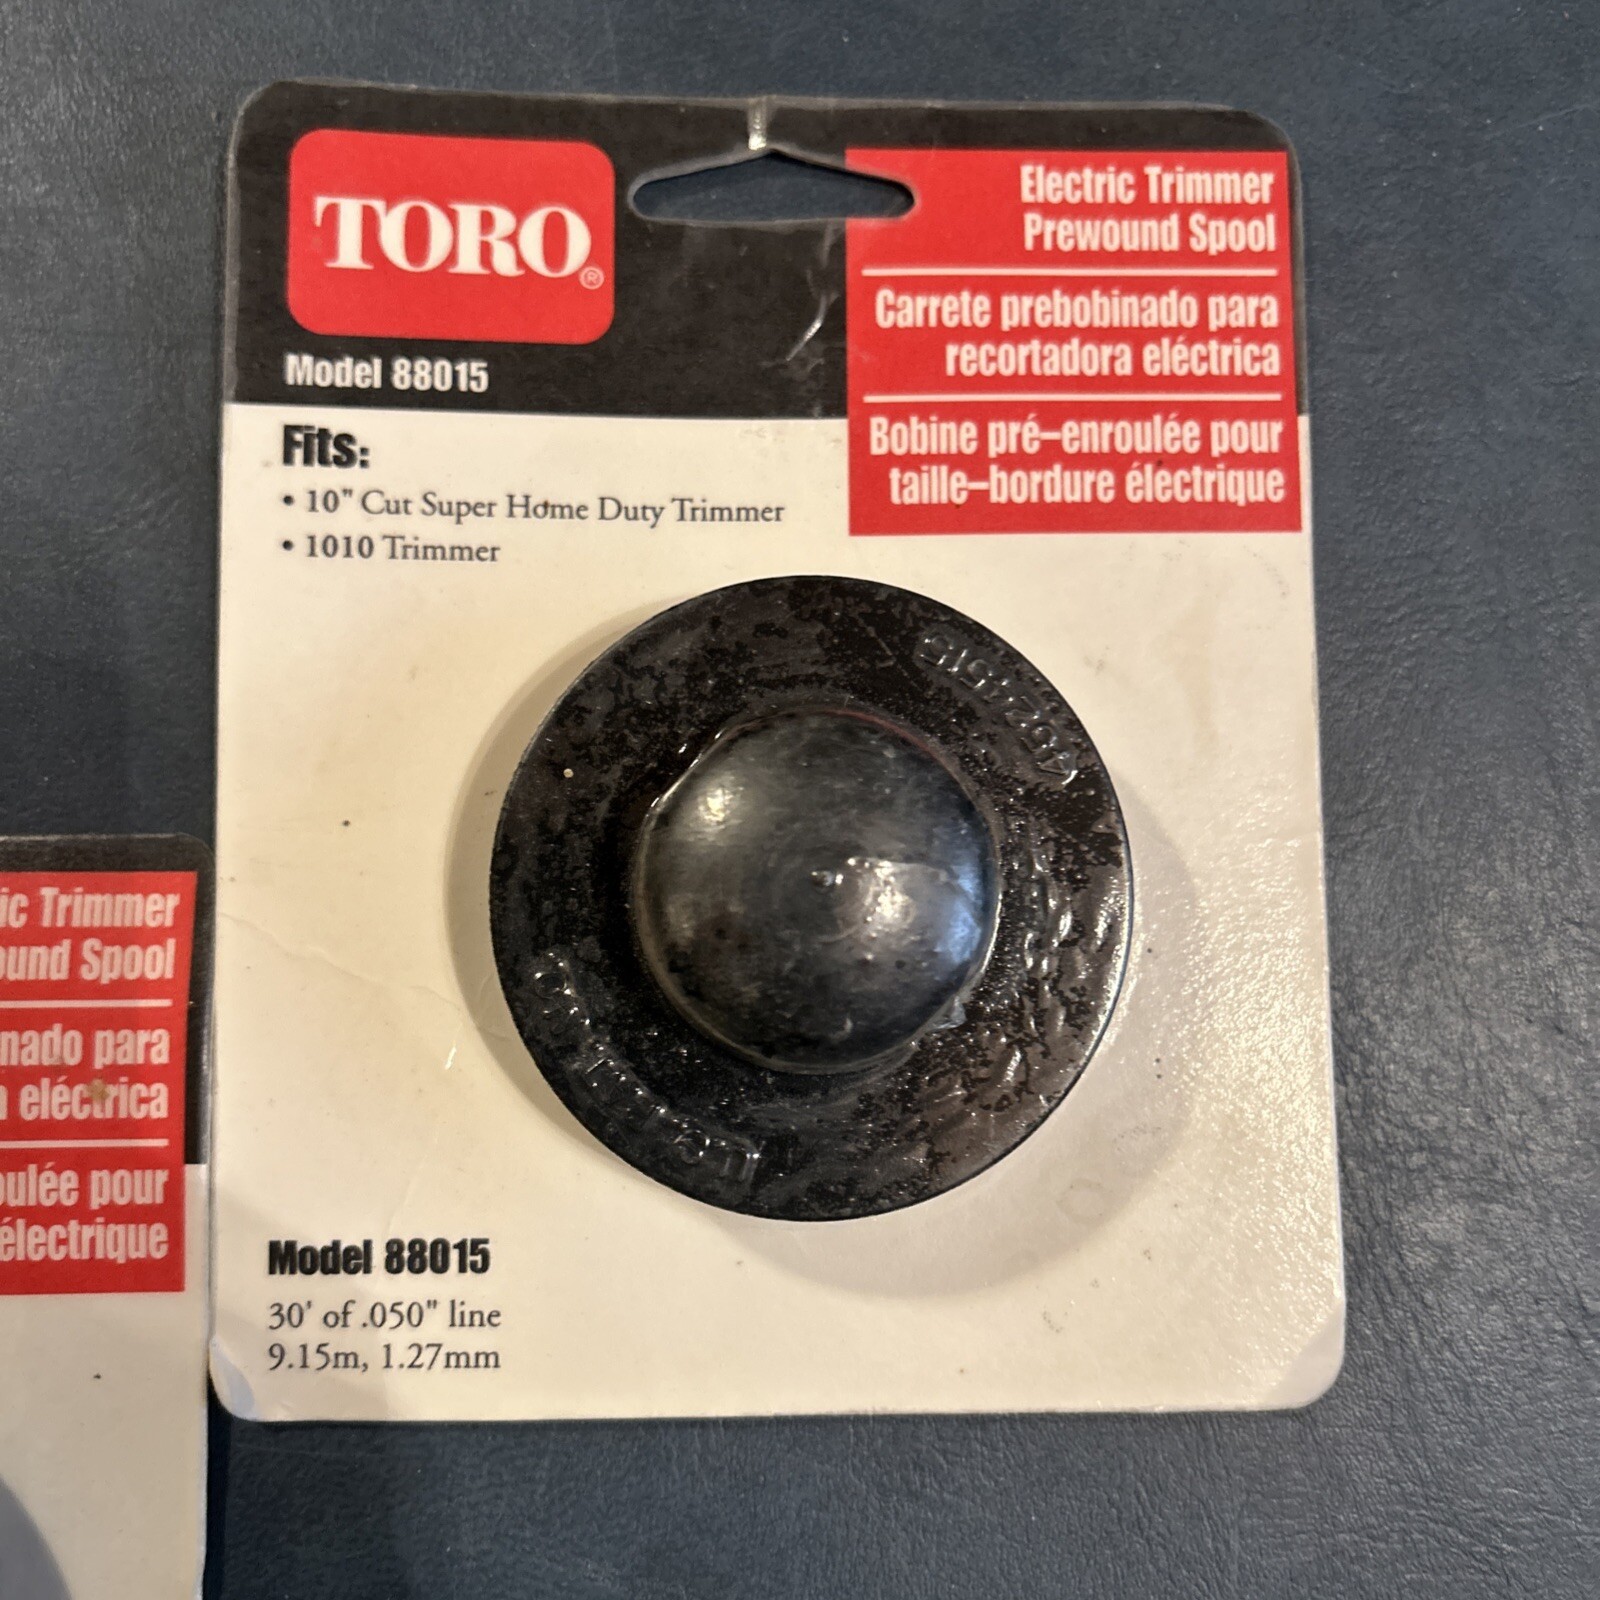 TORO®
Model 88015
Electric Trimmer
Prewound Spool
Carrete prebobinado para
recortadora eléctrica
Bobine pré–enroulée pour
taille–bordure électrique
Fits:
• 10" Cut Super Home Duty Trimmer
• 1010 Trimmer
Model 88015
30' of .050" line
9.15m, 1.27mm
ic Trimmer
ound Spool
nado para
eléctrica
oulée pour
électrique